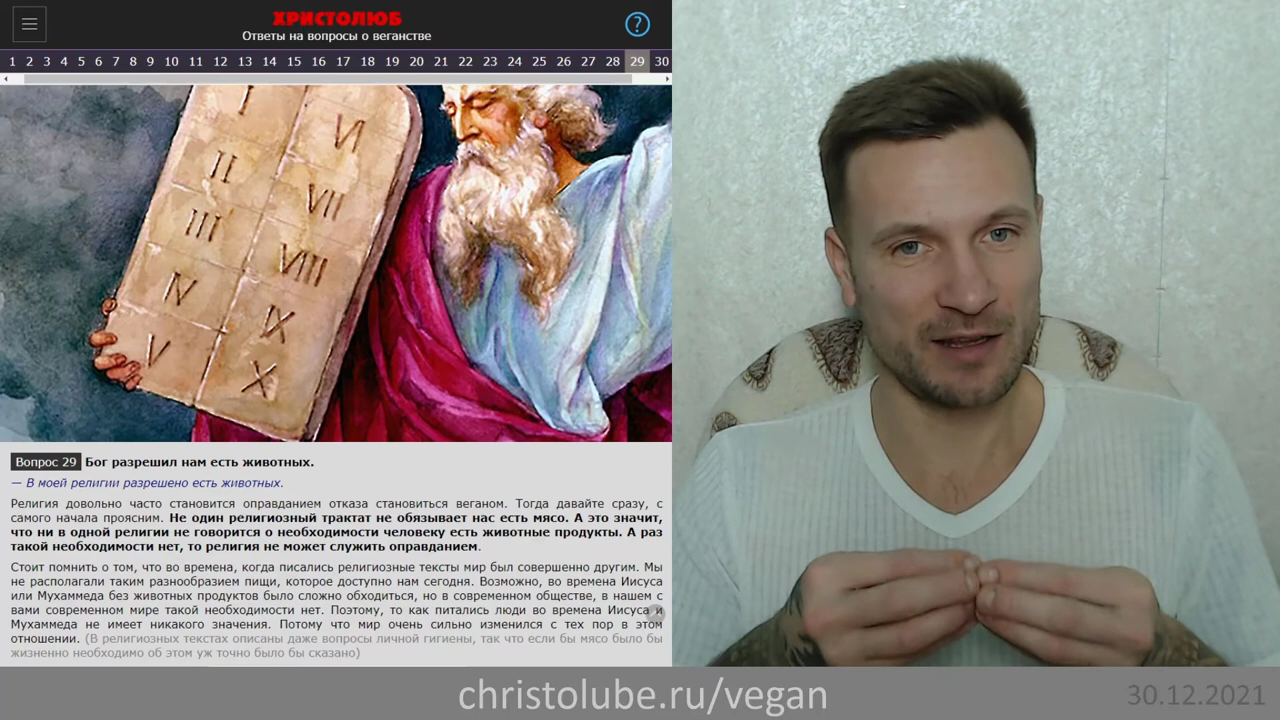 ХРИСТОЛЮБ
Ответы на вопросы о веганстве
1 2 3 4 5 6 7 8 9 10 11 12 13 14 15 16 17 18 19 20 21 22 23 24 25 26 27 28 29 30
I
VI
II
VII
III
VIII
IV
IX
V
X
Вопрос 29 Бог разрешил нам есть животных.
— В моей религии разрешено есть животных.
Религия довольно часто становится оправданием отказа становиться веганом. Тогда давайте сразу, с
самого начала проясним. Не один религиозный трактат не обязывает нас есть мясо. А это значит,
что ни в одной религии не говорится о необходимости человеку есть животные продукты. А раз
такой необходимости нет, то религия не может служить оправданием.
Стоит помнить о том, что во времена, когда писались религиозные тексты мир был совершенно другим. Мы
не располагали таким разнообразием пищи, которое доступно нам сегодня. Возможно, во времена Иисуса
или Мухаммеда без животных продуктов было сложно обходиться, но в современном обществе, в нашем с
вами современном мире такой необходимости нет. Поэтому, то как питались люди во времена Иисуса и
Мухаммеда не имеет никакого значения. Потому что мир очень сильно изменился с тех пор в этом
отношении. (В религиозных текстах описаны даже вопросы личной гигиены, так что если бы мясо было бы
жизненно необходимо об этом уж точно было бы сказано)
christolube.ru/vegan
30.12.2021